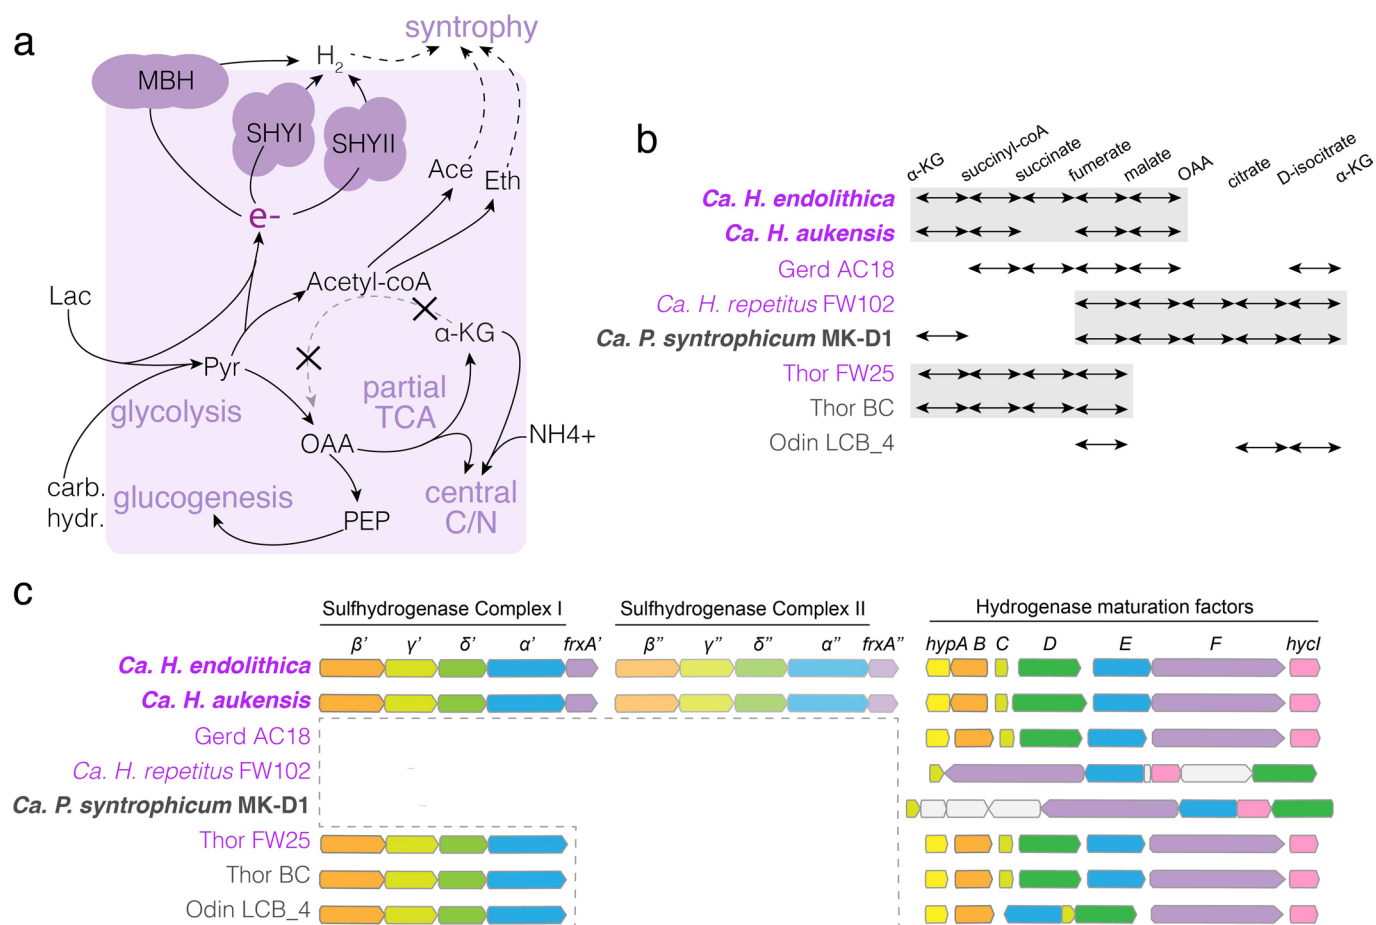 a
syntrophy
H2
MBH
SHYI
SHYII
Ace
Eth
e-
Acetyl-coA
Lac
α-KG
Pyr
partial
TCA
glycolysis
OAA
NH4+
carb.
hydr.
glucogenesis
central
C/N
PEP
b
α-KG succinyl-coA succinate fumerate malate OAA citrate D-isocitrate α-KG
Ca. H. endolithica
Ca. H. aukensis
Gerd AC18
Ca. H. repetitus FW102
Ca. P. syntrophicum MK-D1
Thor FW25
Thor BC
Odin LCB_4
c
Sulfhydrogenase Complex I Sulfhydrogenase Complex II Hydrogenase maturation factors
β’ γ’ δ’ α’ frxA’ β’’ γ’’ δ’’ α’’ frxA’’ hypA B C D E F hycI
Ca. H. endolithica
Ca. H. aukensis
Gerd AC18
Ca. H. repetitus FW102
Ca. P. syntrophicum MK-D1
Thor FW25
Thor BC
Odin LCB_4